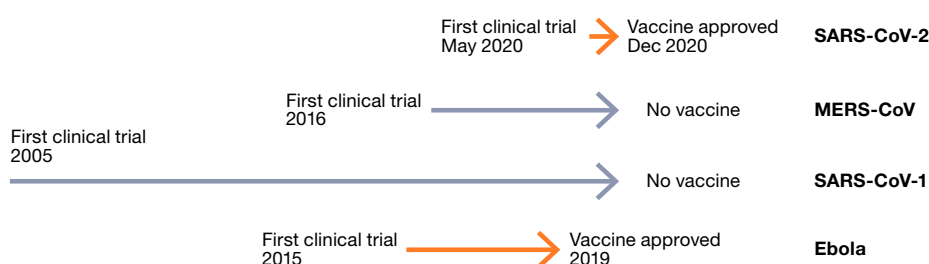 First clinical trial
May 2020
Vaccine approved
Dec 2020
SARS-CoV-2
First clinical trial
2016
No vaccine
MERS-CoV
First clinical trial
2005
No vaccine
SARS-CoV-1
First clinical trial
2015
Vaccine approved
2019
Ebola